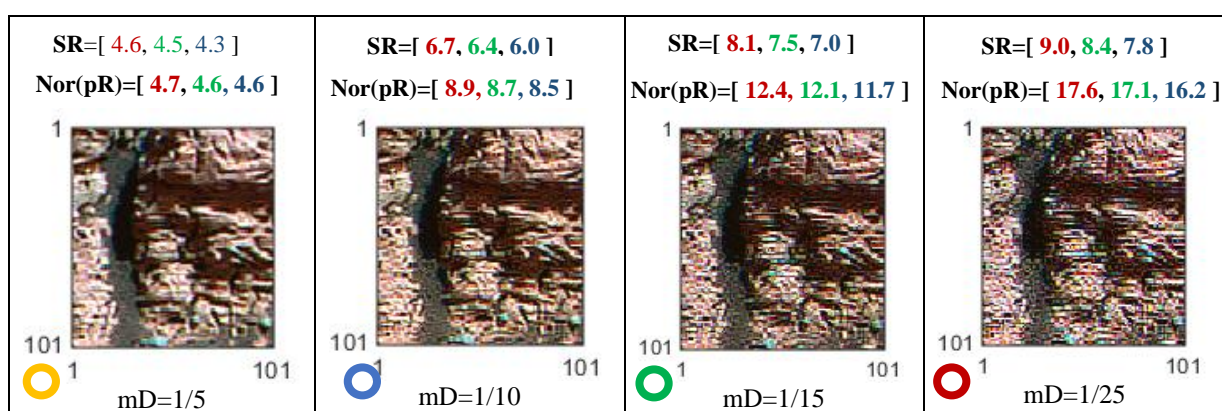 SR=[ 4.6, 4.5, 4.3 ]
Nor(pR)=[ 4.7, 4.6, 4.6 ]
1
101
1 101
mD=1/5
SR=[ 6.7, 6.4, 6.0 ]
Nor(pR)=[ 8.9, 8.7, 8.5 ]
1
101
1 101
mD=1/10
SR=[ 8.1, 7.5, 7.0 ]
Nor(pR)=[ 12.4, 12.1, 11.7 ]
1
101
1 101
mD=1/15
SR=[ 9.0, 8.4, 7.8 ]
Nor(pR)=[ 17.6, 17.1, 16.2 ]
1
101
1 101
mD=1/25